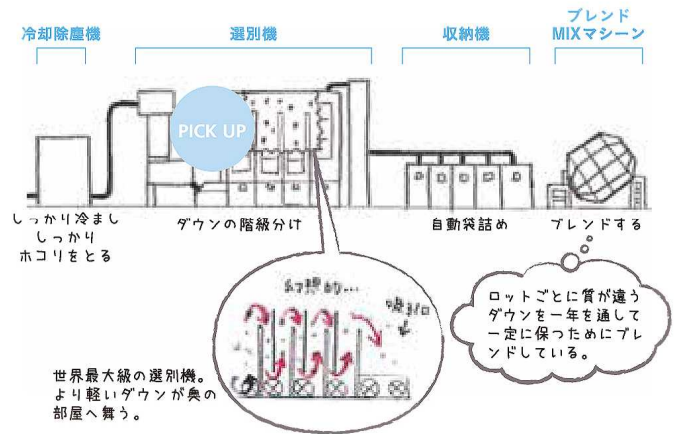 冷却除塵機
選別機
収納機
ブレンド
MIXマシーン
PICK UP
しっかり冷まし
しっかり
ホコリをとる
ダウンの階級分け
自動袋詰め
ブレンドする
ロットごとに質が違う
ダウンを一年を通して
一定に保つためにブレ
ンドしている。
世界最大級の選別機。
より軽いダウンが奥の
部屋へ舞う。